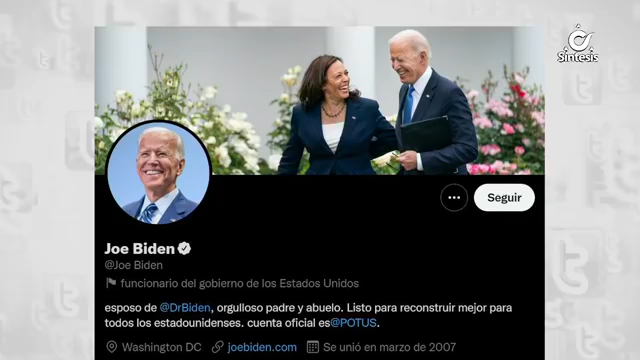 Síntesis
Seguir
Joe Biden
@Joe Biden
funcionario del gobierno de los Estados Unidos
esposo de @DrBiden, orgulloso padre y abuelo. Listo para reconstruir mejor para
todos los estadounidenses. cuenta oficial es@POTUS.
Washington DC joebiden.com Se unió en marzo de 2007